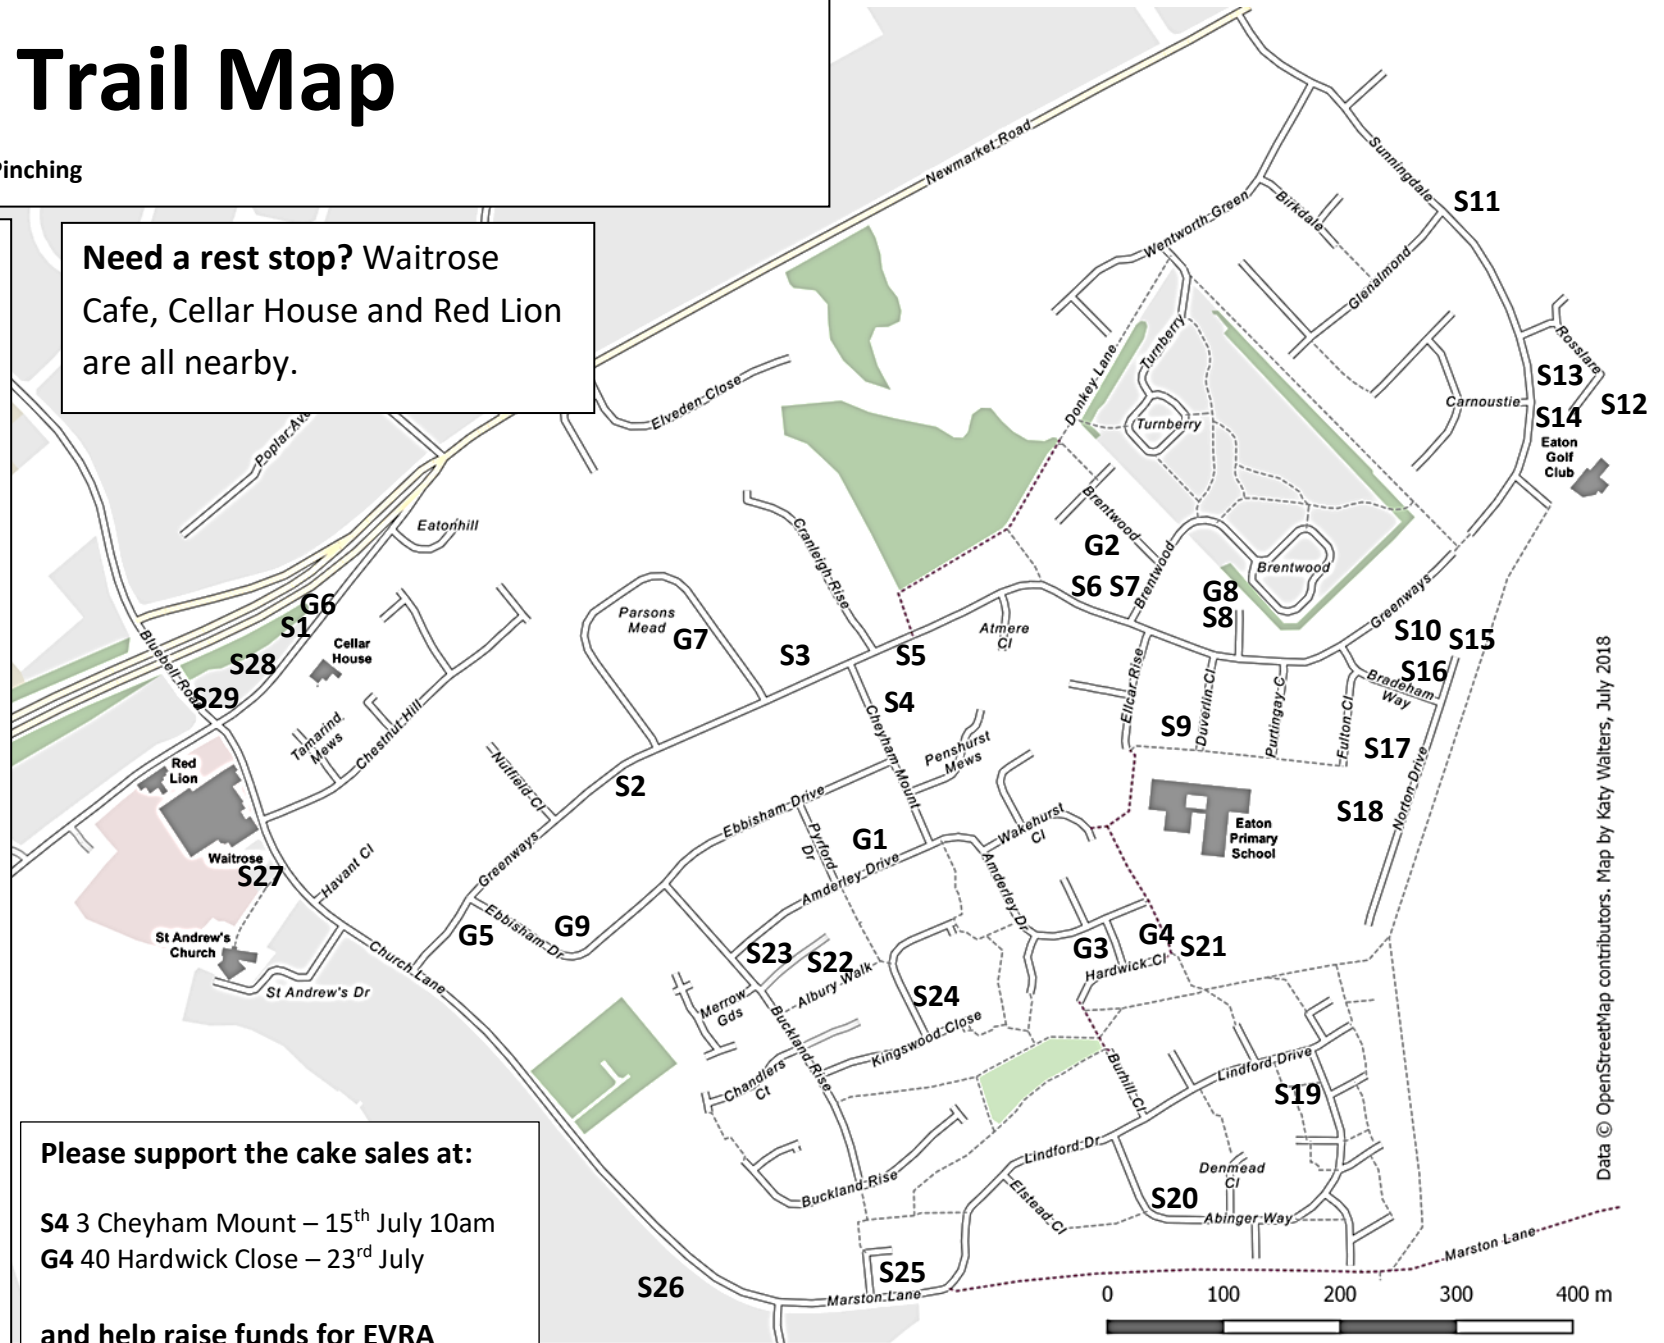 Trail Map
Pinching
Need a rest stop? Waitrose
Cafe, Cellar House and Red Lion
are all nearby.
Newmarket Road
Sunningdale
S11
Birkdale
Wentworth Green
Glenalmond
Rosslare
S13
S12
S14
Carnoustie
Eaton
Golf
Club
Turnberry
Donkey Lane
Turnberry
Elveden Close
Poplar Ave
Eatonhill
Cranleigh Rise
Brentwood
G2
S6 S7
Brentwood
G8
S8
Brentwood
Greenways
S10
S15
S16
Bradeham
Way
G6
S1
Cellar
House
S28
S29
Bluebell Road
Parsons
Mead
G7
S3
S5
Atmere
Cl
S4
Ellcar Rise
S9
Duverlin Cl
Purtingay C
Fulton Cl
S17
Norton Drive
S18
Tamarind
Mews
Chestnut Hill
Red
Lion
Waitrose
S27
Nutfield Cl
S2
Cheyham Mount
Penshurst
Mews
Ebbisham Drive
Pyrford
Dr
G1
Wakehurst
Cl
Eaton
Primary
School
Amderley Drive
Amderley Dr
Havant Cl
Greenways
Ebbisham Dr
G5
G9
St Andrew's
Church
St Andrew's Dr
Church Lane
S23
S22
Albury Walk
G3
G4
S21
Hardwick Cl
Merrow
Gds
S24
Kingswood Close
Buckland Rise
Chandlers
Ct
Burhill Cl
Lindford Drive
S19
Lindford Dr
Buckland Rise
Elstead Cl
Denmead
Cl
S20
Abinger Way
Marston Lane
S26
S25
Marston Lane
Please support the cake sales at:
S4 3 Cheyham Mount – 15th July 10am
G4 40 Hardwick Close – 23rd July
and help raise funds for EVRA
0 100 200 300 400 m
Data © OpenStreetMap contributors. Map by Katy Walters, July 2018